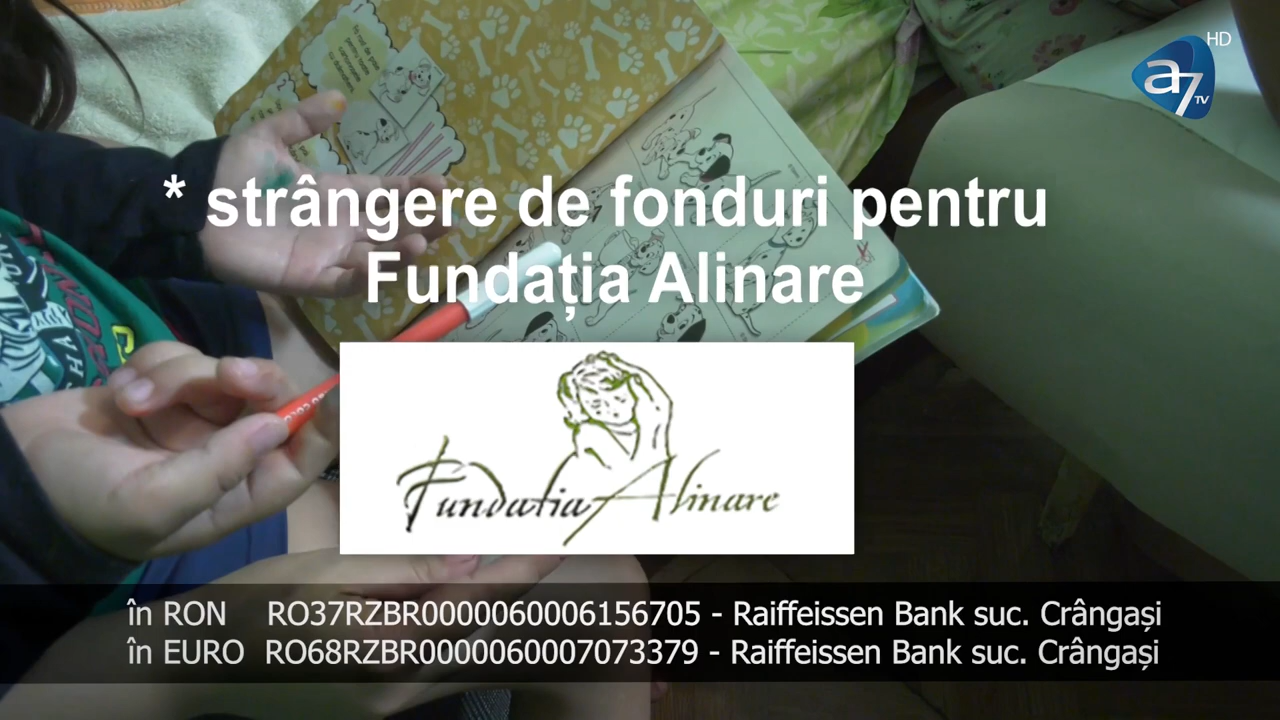 HD
a7
TV
* strângere de fonduri pentru
Fundația Alinare
Fundatia Alinare
în RON RO37RZBR0000060006156705 - Raiffeissen Bank suc. Crângași
în EURO RO68RZBR0000060007073379 - Raiffeissen Bank suc. Crângași